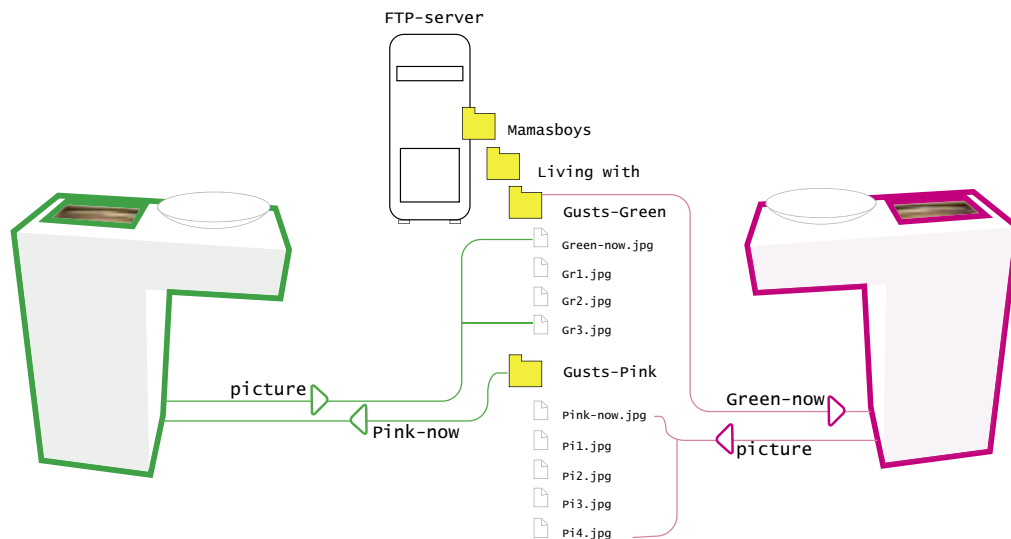 FTP-server
Mamasboys
Living with
Gusts-Green
Green-now.jpg
Gr1.jpg
Gr2.jpg
Gr3.jpg
Gusts-Pink
Pink-now.jpg
Pi1.jpg
Pi2.jpg
Pi3.jpg
Pi4.jpg
picture
Pink-now
Green-now
picture